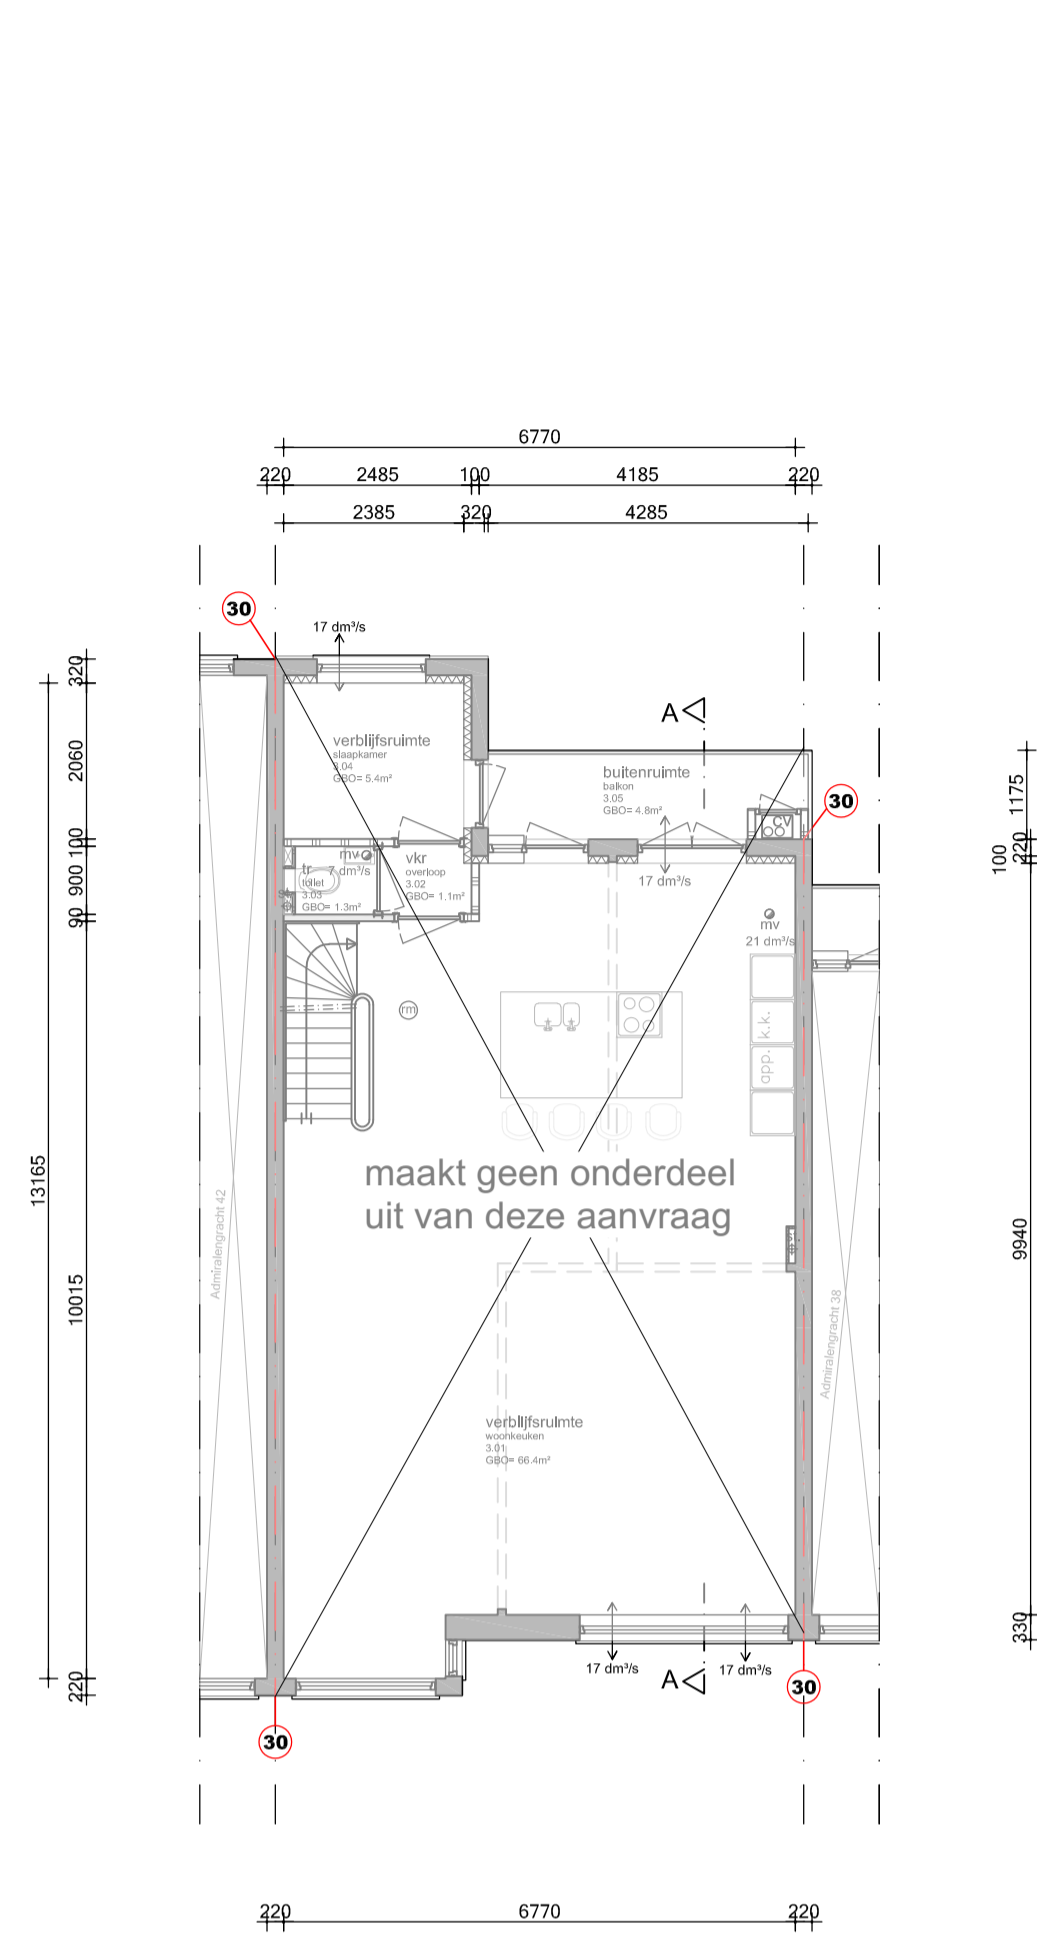 6770
220 2485 100 4185 220
2385 320 4285
30
17 dm³/s
320
A
verblijfsruimte
slaapkamer
3.04
GBO= 5.4m²
2060
buitenruimte
balkon
3.05
GBO= 4.8m²
1175
30
cv
100
220
100
mv
7 dm³/s
vkr
overloop
3.02
GBO= 1.1m²
tr
toilet
3.03
GBO= 1.3m²
900
90
17 dm³/s
mv
21 dm³/s
rm
k.k.
app.
maakt geen onderdeel
uit van deze aanvraag
13165
Admiralengracht 42
9940
10015
Admiralengracht 38
verblijfsruimte
woonkeuken
3.01
GBO= 66.4m²
330
17 dm³/s
17 dm³/s
A
220
30
30
220 6770 220